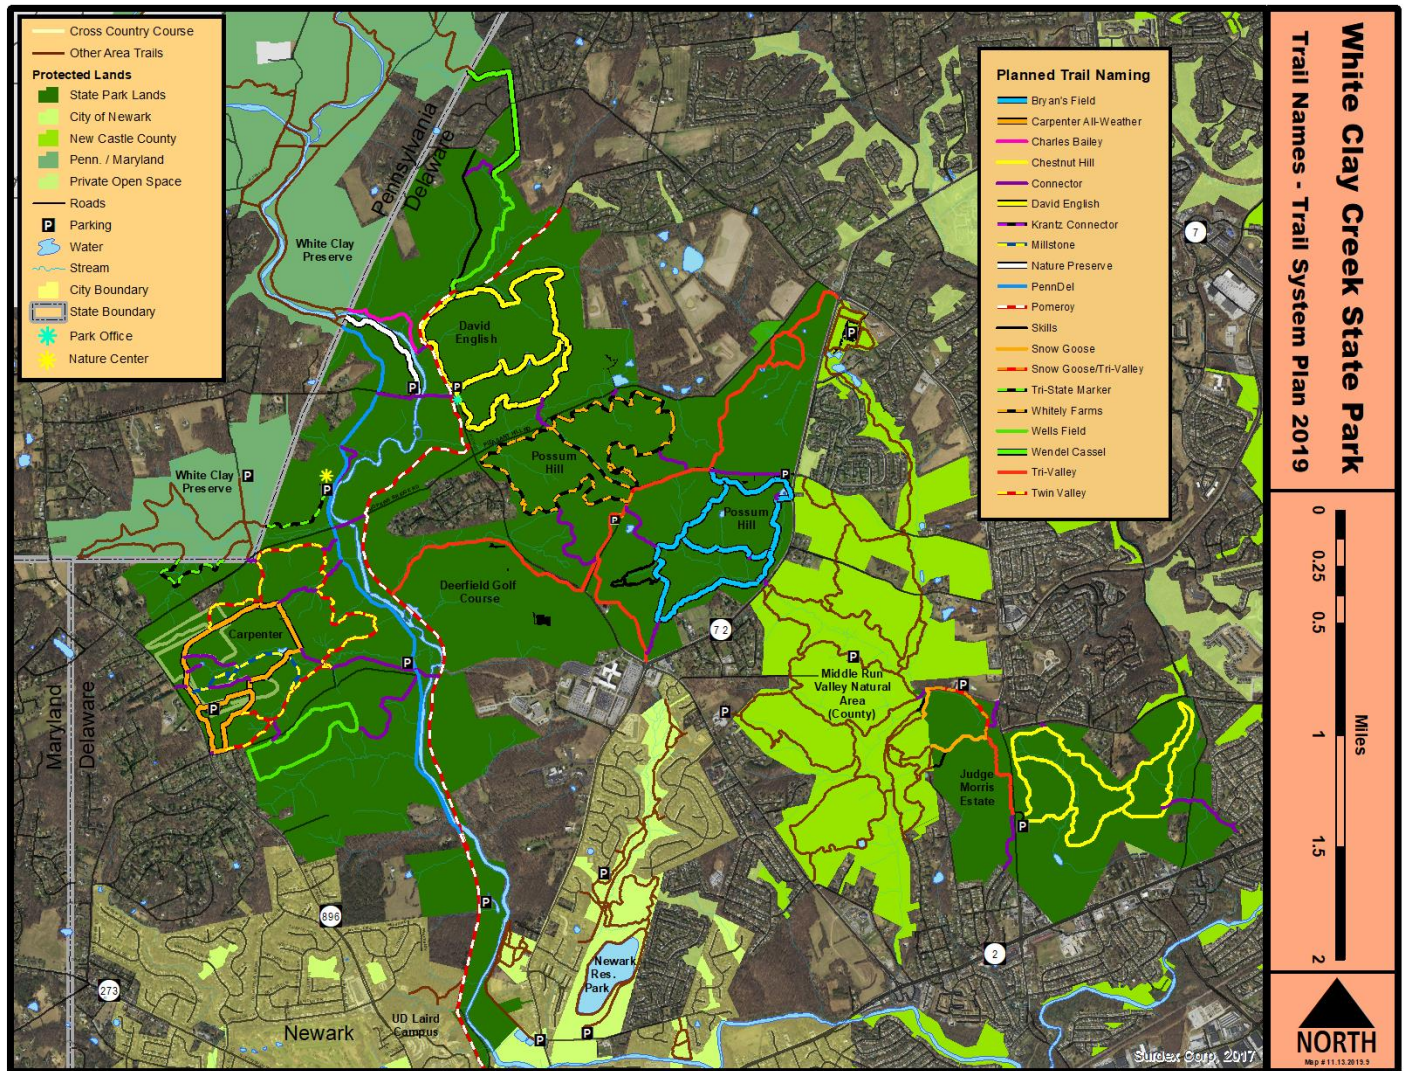 Cross Country Course
Other Area Trails
Protected Lands
State Park Lands
City of Newark
New Castle County
Penn. / Maryland
Private Open Space
Roads
P Parking
Water
Stream
City Boundary
State Boundary
Park Office
Nature Center
Planned Trail Naming
Bryan's Field
Carpenter All-Weather
Charles Bailey
Chestnut Hill
Connector
David English
Krantz Connector
Millstone
Nature Preserve
PennDel
Pomeroy
Skills
Snow Goose
Snow Goose/Tri-Valley
Tri-State Marker
Whitely Farms
Wells Field
Wendel Cassel
Tri-Valley
Twin Valley
White Clay Creek State Park
Trail Names - Trail System Plan 2019
0
0.25
0.5
1
1.5
2
Miles
NORTH
Map # 11.13.2019.9
Pennsylvania
Delaware
White Clay
Preserve
7
David
English
P
P
P
Possum
Hill
White Clay
Preserve
P
P
P
Possum
Hill
P
Deerfield Golf
Course
Carpenter
7 2
P
P
Middle Run
Valley Natural
Area
(County)
P
P
P
Maryland
Delaware
Judge
Morris
Estate
P
P
P
896
2
Newark
Res.
Park
273
Newark
UD Laird
Campus
P
P
Surdex Corp, 2017